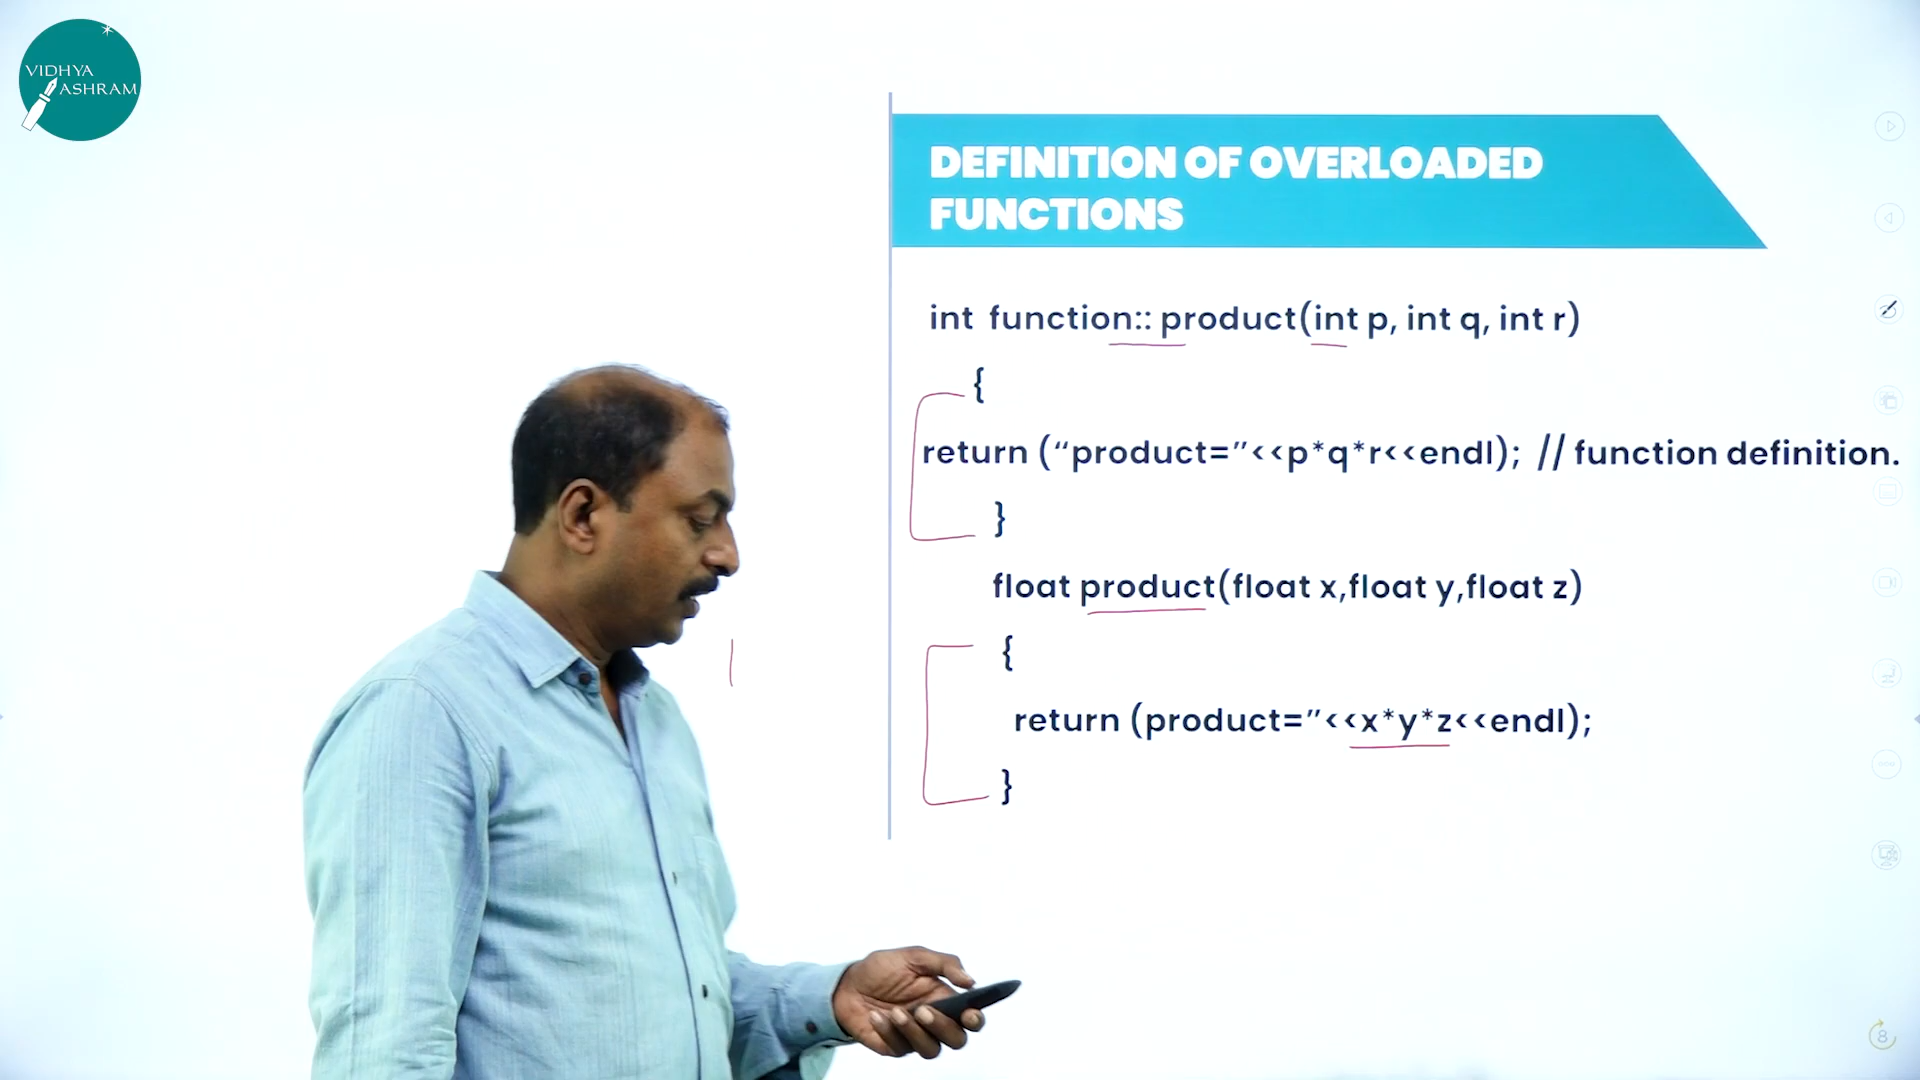 VIDHYA
ASHRAM
DEFINITION OF OVERLOADED
FUNCTIONS
int function:: product(int p, int q, int r)
{
return (“product=”<<p*q*r<<endl); // function definition.
}
float product(float x,float y,float z)
{
return (product=”<<x*y*z<<endl);
}
8